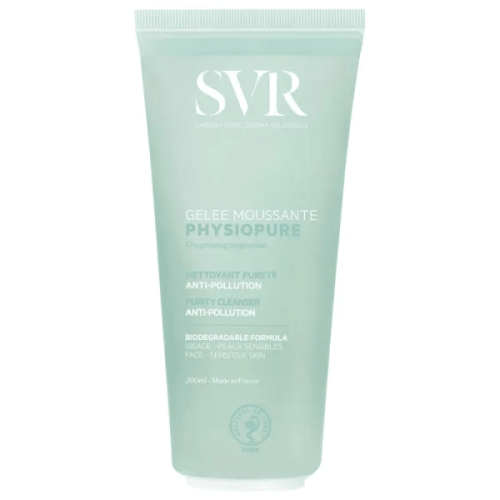 SVR
LABORATOIRE DERMATOLOGIQUE
GELEE MOUSSANTE
PHYSIOPURE
NETTOYANT PURETÉ
ANTI-POLLUTION
PURITY CLEANSER
ANTI-POLLUTION
BIODEGRADABLE FORMULA
VISAGE - PEAUX SENSIBLES
FACE - SENSITIVE SKIN
200ml - Made in France